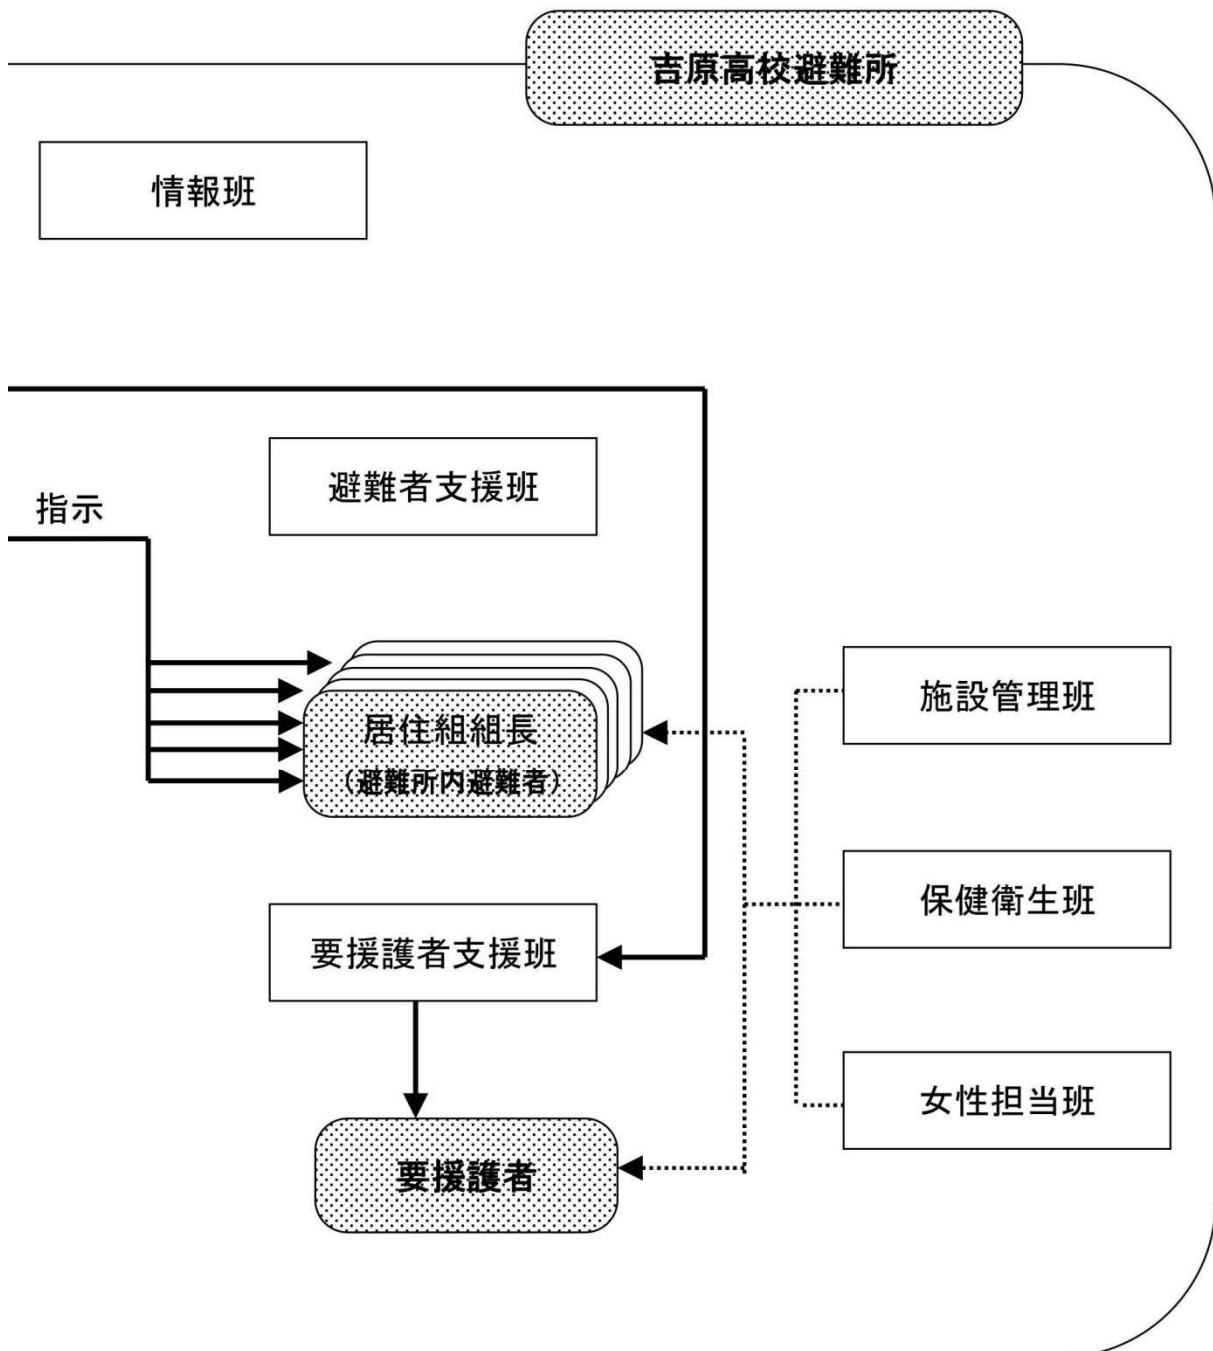 吉原高校避難所
情報班
避難者支援班
指示
居住組組長
（避難所内避難者）
施設管理班
保健衛生班
要援護者支援班
女性担当班
要援護者